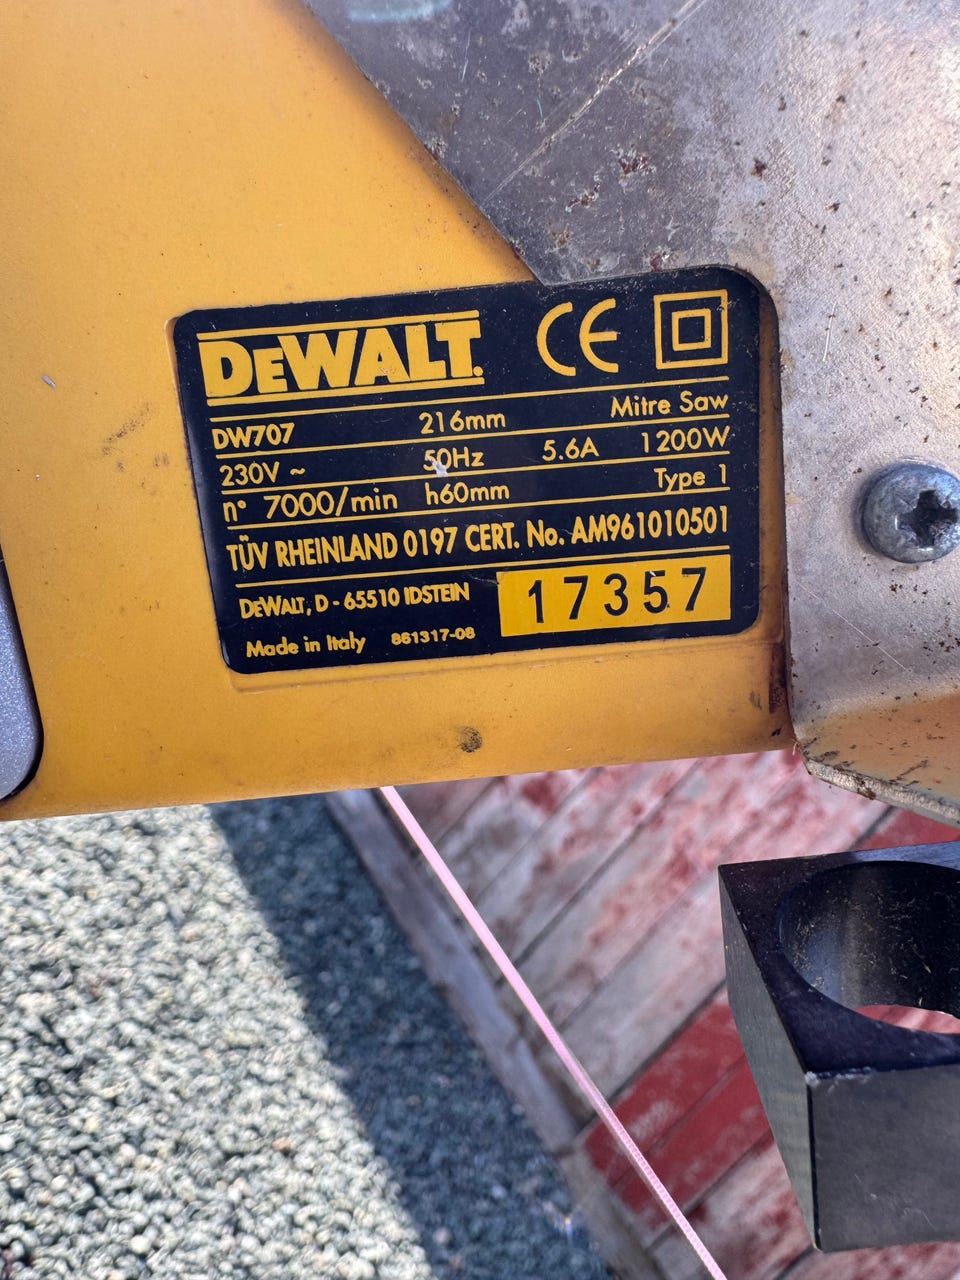 DEWALT.
CE
DW707 216mm Mitre Saw
230V ~ 50Hz 5.6A 1200W
n° 7000/min h60mm Type 1
TÜV RHEINLAND 0197 CERT. No. AM961010501
DEWALT, D - 65510 IDSTEIN
17357
Made in Italy 861317-08